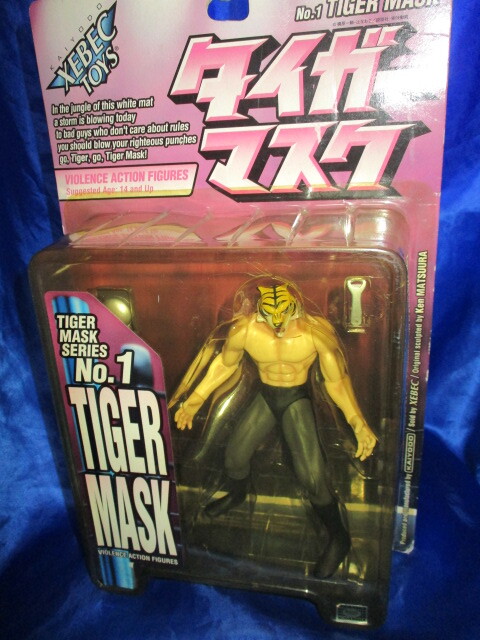 No.1 TIGER MASK
KAIYODO
XEBEC
TOYS
タイガー
マスク
In the jungle of this white mat
a storm is blowing today
to bad guys who don't care about rules
you should blow your righteous punches
go, Tiger, go, Tiger Mask!
VIOLENCE ACTION FIGURES
Suggested Age: 14 and Up
TIGER
MASK
SERIES
No.1
TIGER
MASK
VIOLENCE ACTION FIGURES
KAIYODO / Sold by XEBEC / Original sculpted by Ken MATSUURA